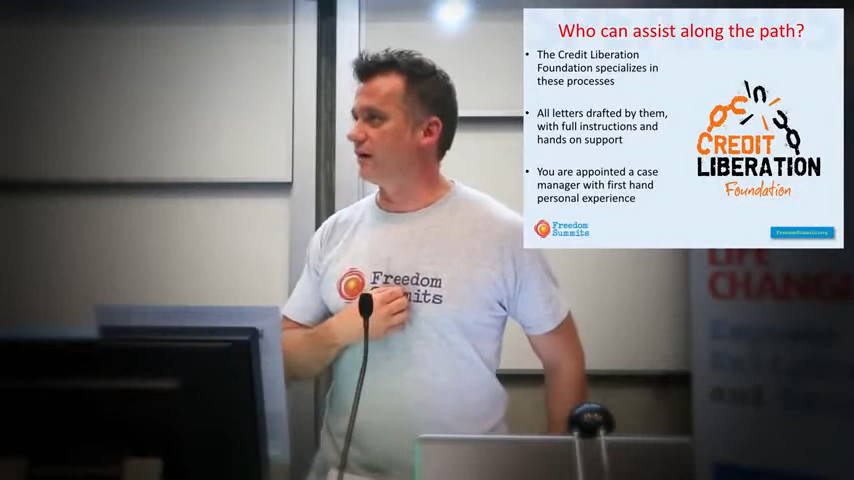 Who can assist along the path?
• The Credit Liberation
Foundation specializes in
these processes
• All letters drafted by them,
with full instructions and
hands on support
• You are appointed a case
manager with first hand
personal experience
CREDIT
LIBERATION
Foundation
Freedom
Summits
FreedomSummits.org
Freedom
LIFE